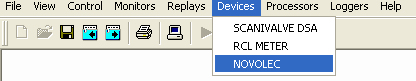 File View Control Monitors Replays Devices Processors Loggers Help
SCANIVALVE DSA
RCL METER
NOVOLEC